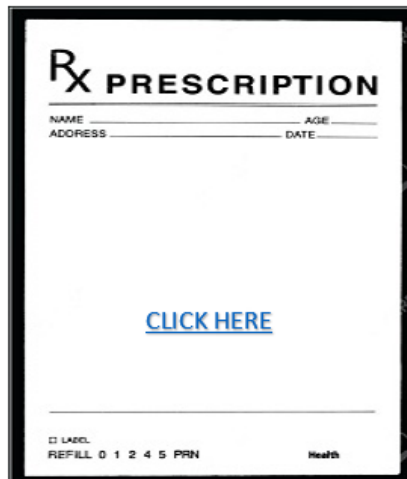 Rx PRESCRIPTION
NAME AGE
ADDRESS DATE
CLICK HERE
LABEL
REFILL 0 1 2 4 5 PRN Health